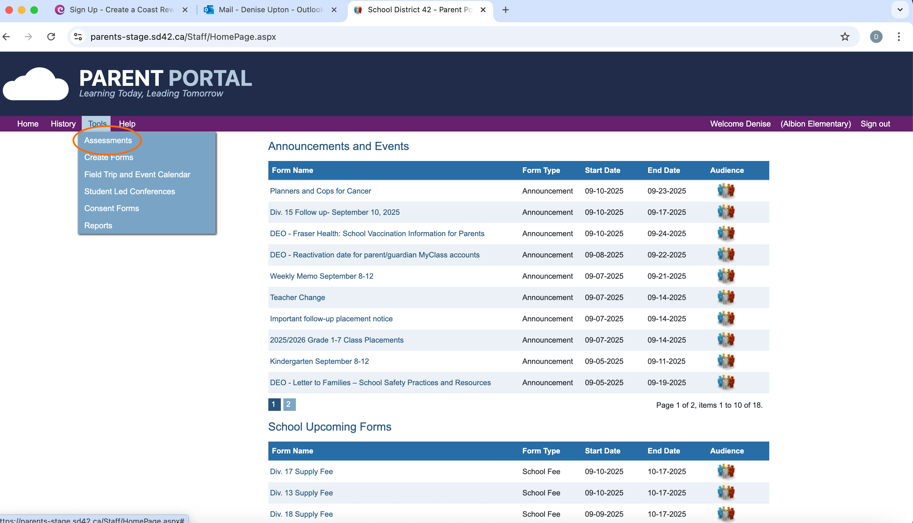 Sign Up - Create a Coast Rew
Mail - Denise Upton - Outlook
School District 42 - Parent Po
parents-stage.sd42.ca/Staff/HomePage.aspx
D
PARENT PORTAL
Learning Today, Leading Tomorrow
Home History Tools Help Welcome Denise (Albion Elementary) Sign out
Assessments
Create Forms
Field Trip and Event Calendar
Student Led Conferences
Consent Forms
Reports
Announcements and Events
Form Name Form Type Start Date End Date Audience
Planners and Cops for Cancer Announcement 09-10-2025 09-23-2025
Div. 15 Follow up- September 10, 2025 Announcement 09-10-2025 09-17-2025
DEO - Fraser Health: School Vaccination Information for Parents Announcement 09-10-2025 09-24-2025
DEO - Reactivation date for parent/guardian MyClass accounts Announcement 09-08-2025 09-22-2025
Weekly Memo September 8-12 Announcement 09-07-2025 09-21-2025
Teacher Change Announcement 09-07-2025 09-14-2025
Important follow-up placement notice Announcement 09-07-2025 09-14-2025
2025/2026 Grade 1-7 Class Placements Announcement 09-07-2025 09-14-2025
Kindergarten September 8-12 Announcement 09-05-2025 09-11-2025
DEO - Letter to Families – School Safety Practices and Resources Announcement 09-05-2025 09-19-2025
1 2 Page 1 of 2, items 1 to 10 of 18.
School Upcoming Forms
Form Name Form Type Start Date End Date Audience
Div. 17 Supply Fee School Fee 09-10-2025 10-17-2025
Div. 13 Supply Fee School Fee 09-10-2025 10-17-2025
Div. 18 Supply Fee School Fee 09-09-2025 10-17-2025
ttps://parents-stage.sd42.ca/Staff/HomePage.aspx#